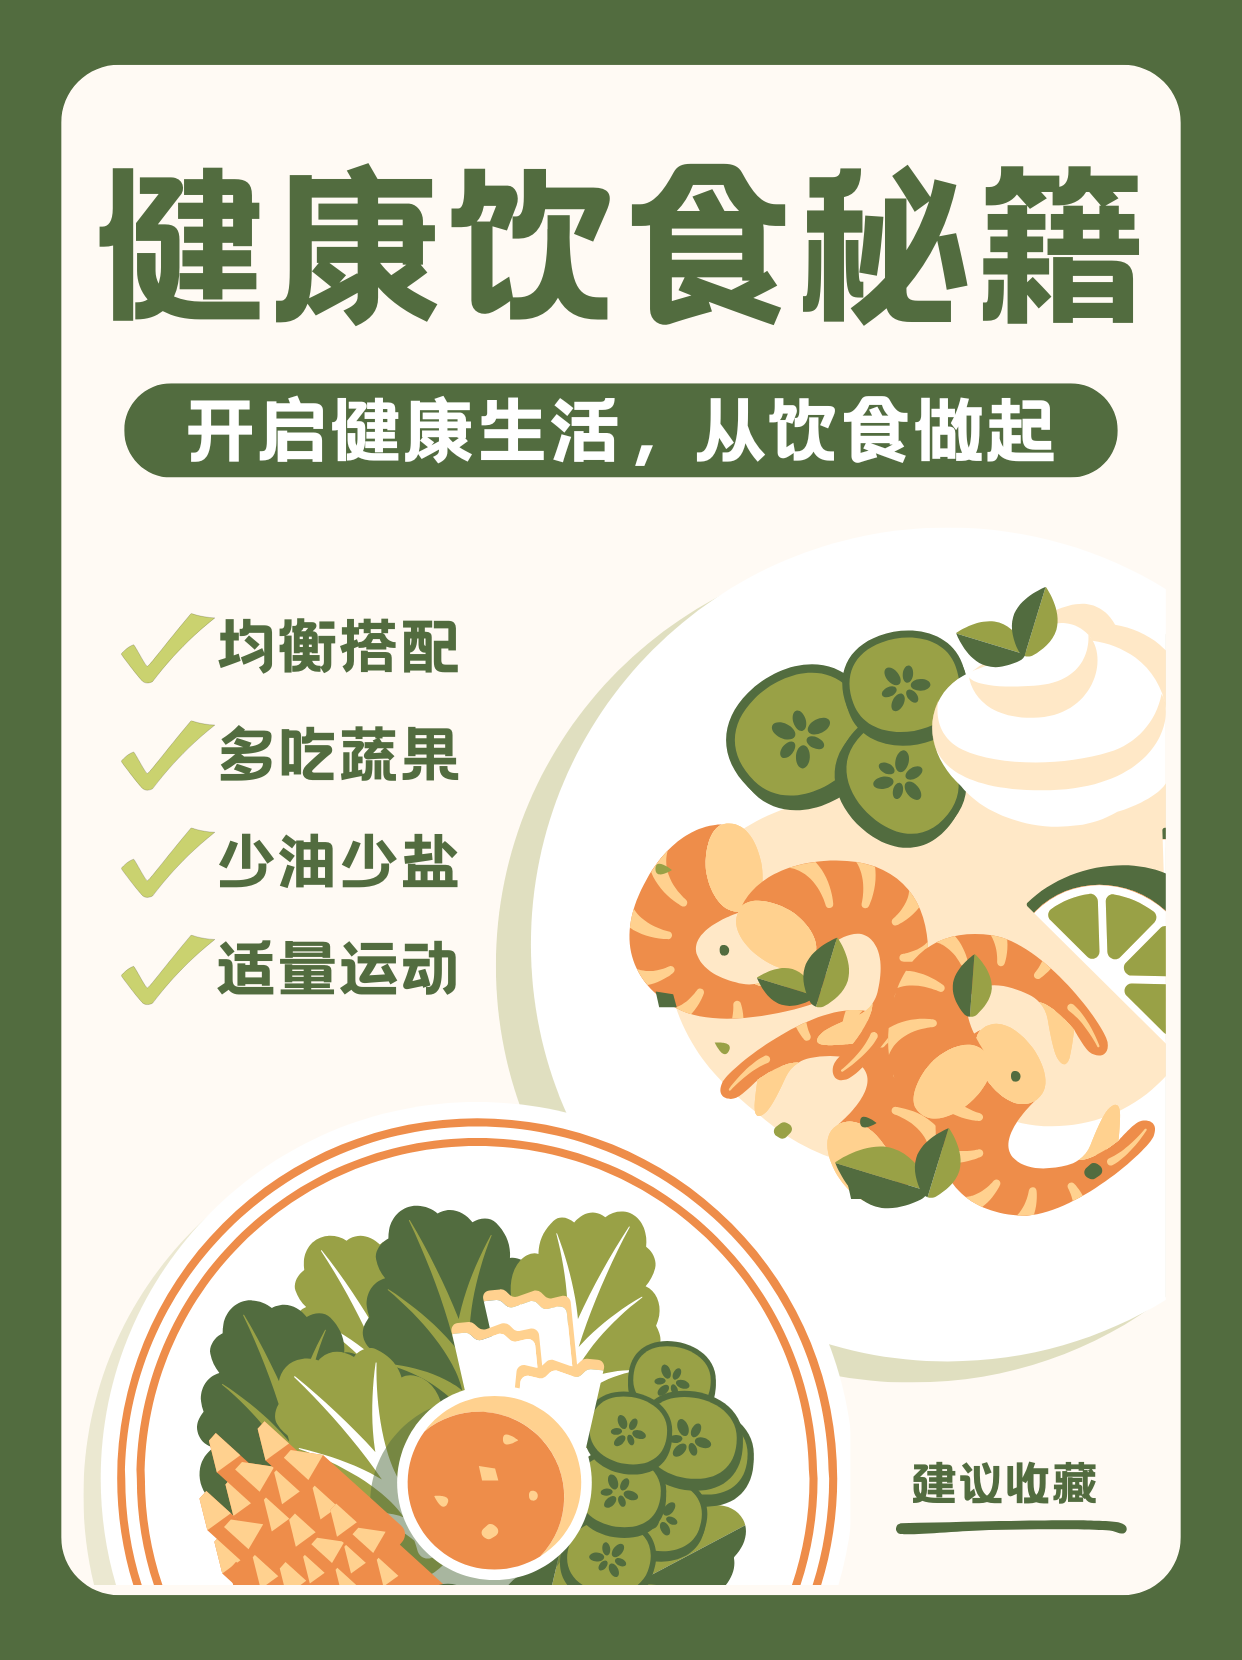 健康饮食秘籍
开启健康生活，从饮食做起
均衡搭配
多吃蔬果
少油少盐
适量运动
建议收藏